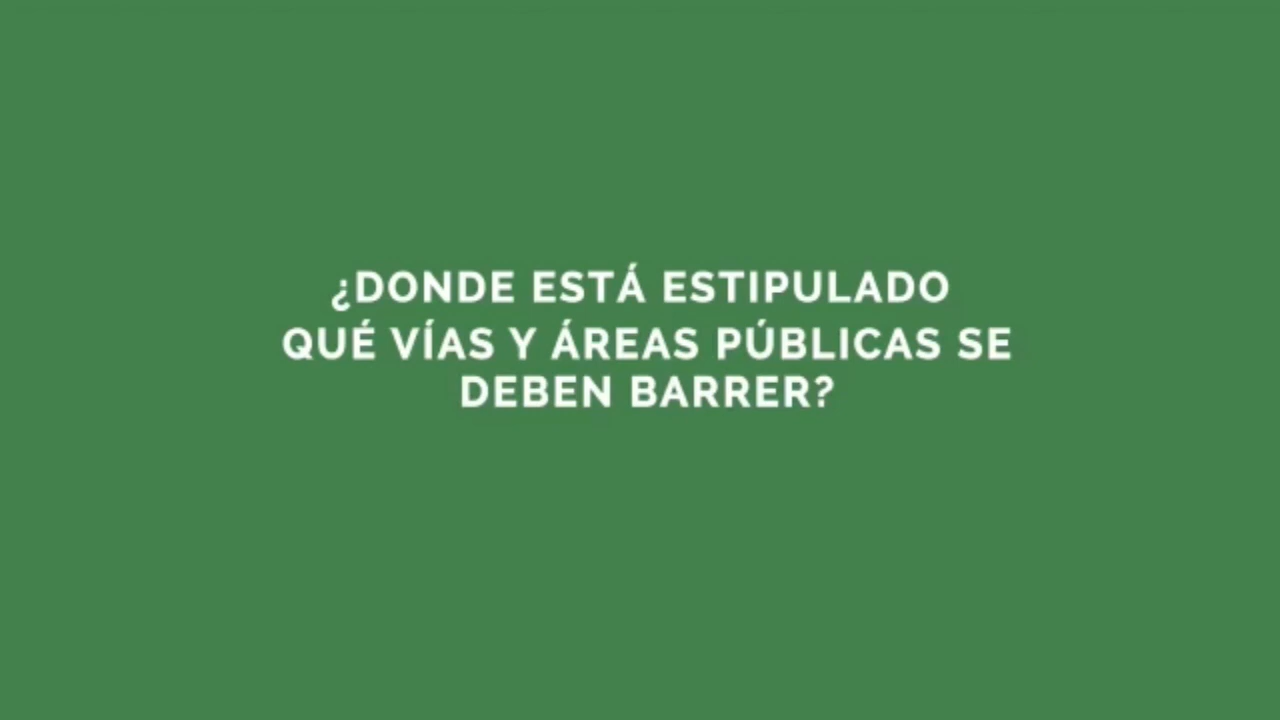 ¿DONDE ESTÁ ESTIPULADO
QUÉ VÍAS Y ÁREAS PÚBLICAS SE
DEBEN BARRER?